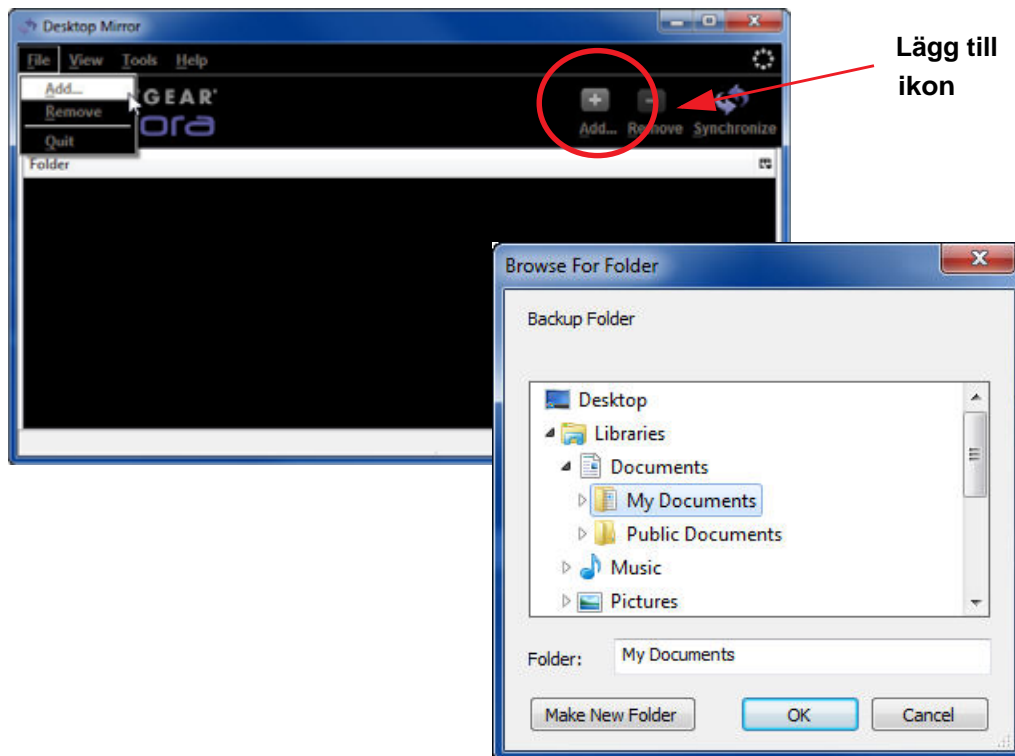 Desktop Mirror
File View Tools Help
Lägg till
ikon
Add...
Remove
Quit
GEAR
ora
Add... Remove Synchronize
Folder
Browse For Folder
Backup Folder
Desktop
Libraries
Documents
My Documents
Public Documents
Music
Pictures
Folder: My Documents
Make New Folder OK Cancel